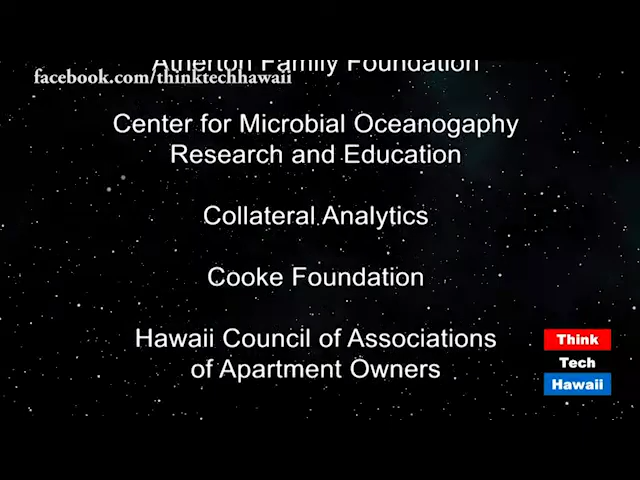 Atherton Family Foundation
facebook.com/thinktechhawaii
Center for Microbial Oceanogaphy
Research and Education
Collateral Analytics
Cooke Foundation
Hawaii Council of Associations
of Apartment Owners
Think
Tech
Hawaii